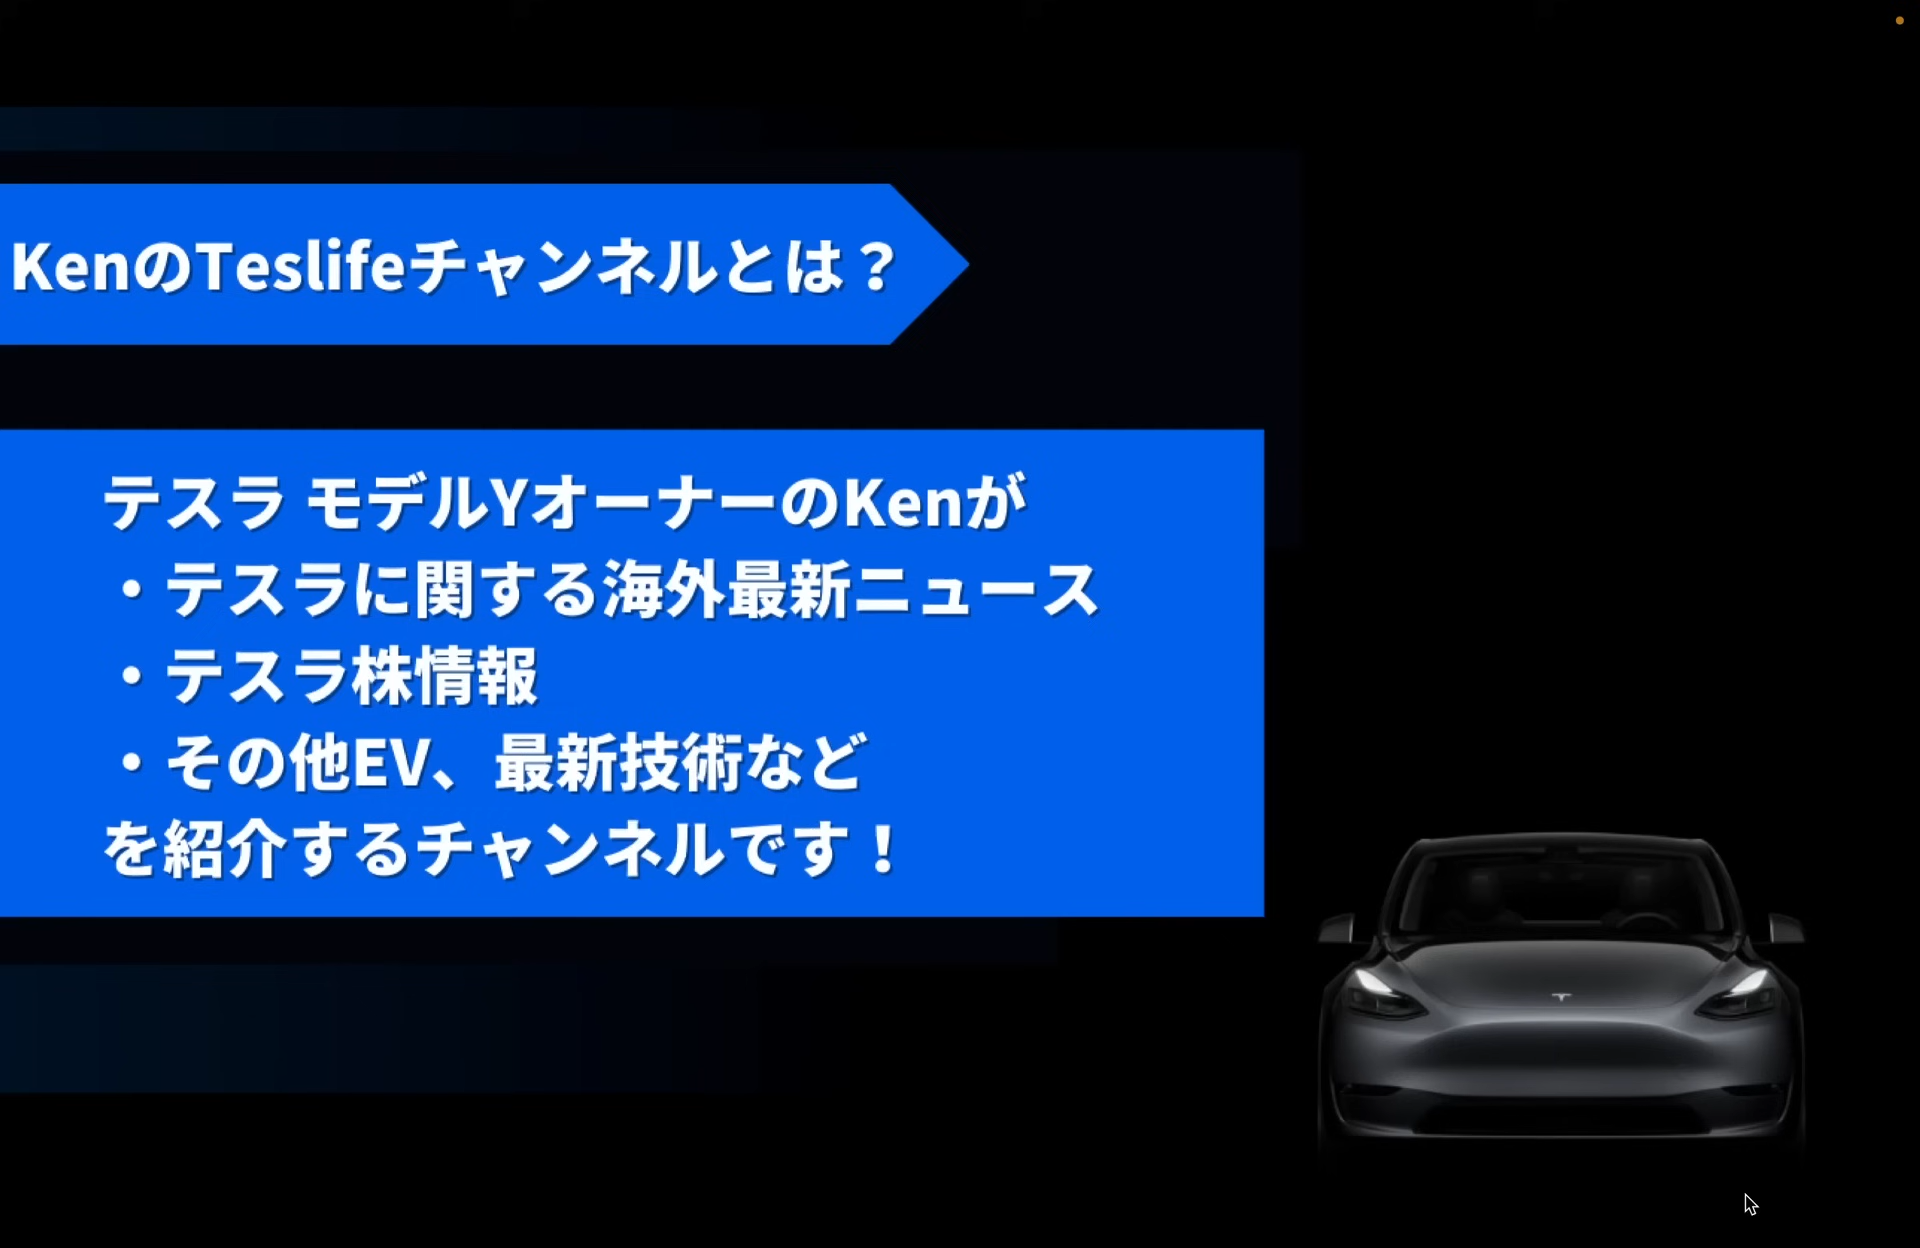 KenのTeslifeチャンネルとは？
テスラ モデルYオーナーのKenが
・テスラに関する海外最新ニュース
・テスラ株情報
・その他EV、最新技術など
を紹介するチャンネルです！